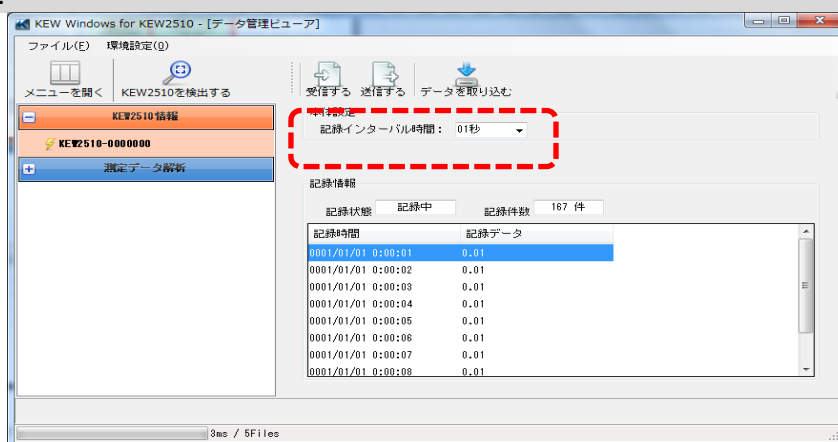 KEW Windows for KEW2510 - [データ管理ビューア]
ファイル(F) 環境設定(O)
メニューを開く KEW2510を検出する 受信する 送信する データを取り込む
KEW2510情報
本体設定
記録インターバル時間： 01秒
KEW2510-0000000
測定データ解析
記録情報
記録状態 記録中 記録件数 167 件
記録時間 記録データ
0001/01/01 0:00:01 0.01
0001/01/01 0:00:02 0.01
0001/01/01 0:00:03 0.01
0001/01/01 0:00:04 0.01
0001/01/01 0:00:05 0.01
0001/01/01 0:00:06 0.01
0001/01/01 0:00:07 0.01
0001/01/01 0:00:08 0.01
3ms / 5Files